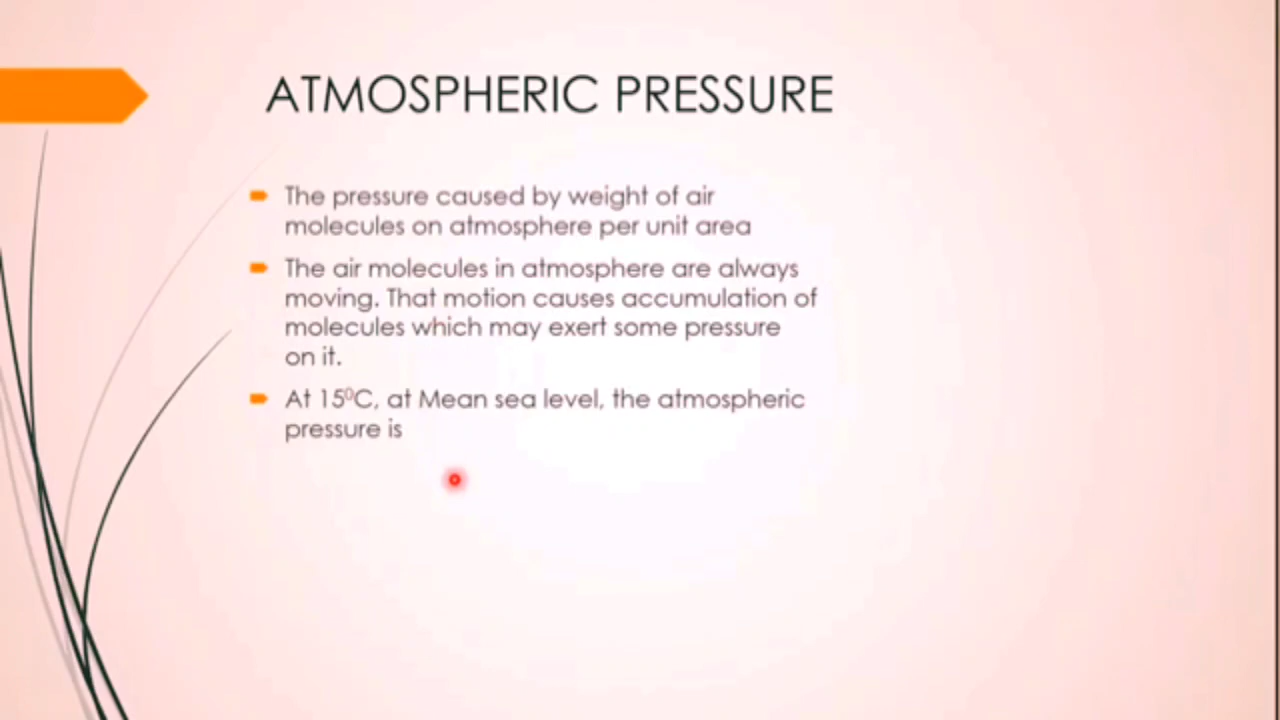 ATMOSPHERIC PRESSURE
The pressure caused by weight of air
molecules on atmosphere per unit area
The air molecules in atmosphere are always
moving. That motion causes accumulation of
molecules which may exert some pressure
on it.
At 15⁰C, at Mean sea level, the atmospheric
pressure is